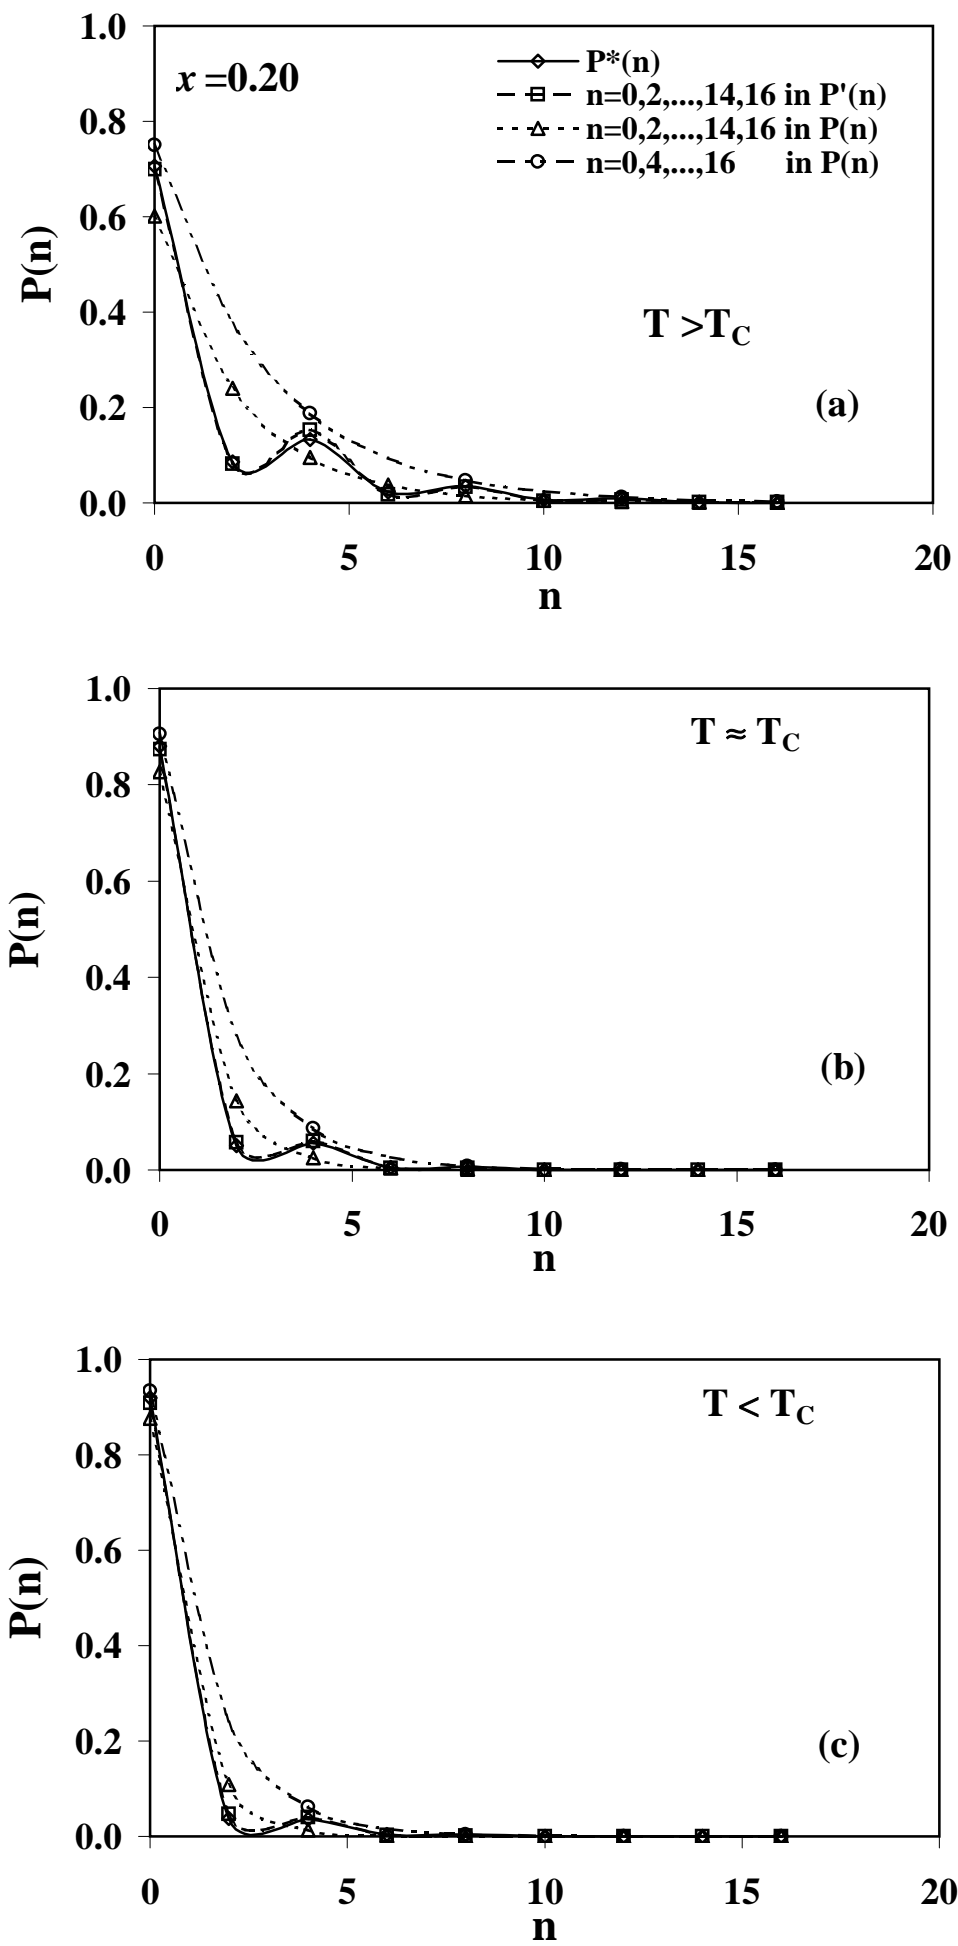 1.0
x =0.20
P*(n)
n=0,2,...,14,16 in P'(n)
0.8
n=0,2,...,14,16 in P(n)
n=0,4,...,16 in P(n)
0.6
P(n)
0.4
T >TC
0.2
(a)
0.0
0 5 10 15 20
n
1.0
T ≈ TC
0.8
0.6
P(n)
0.4
0.2
(b)
0.0
0 5 10 15 20
n
1.0
T < TC
0.8
0.6
P(n)
0.4
0.2
(c)
0.0
0 5 10 15 20
n